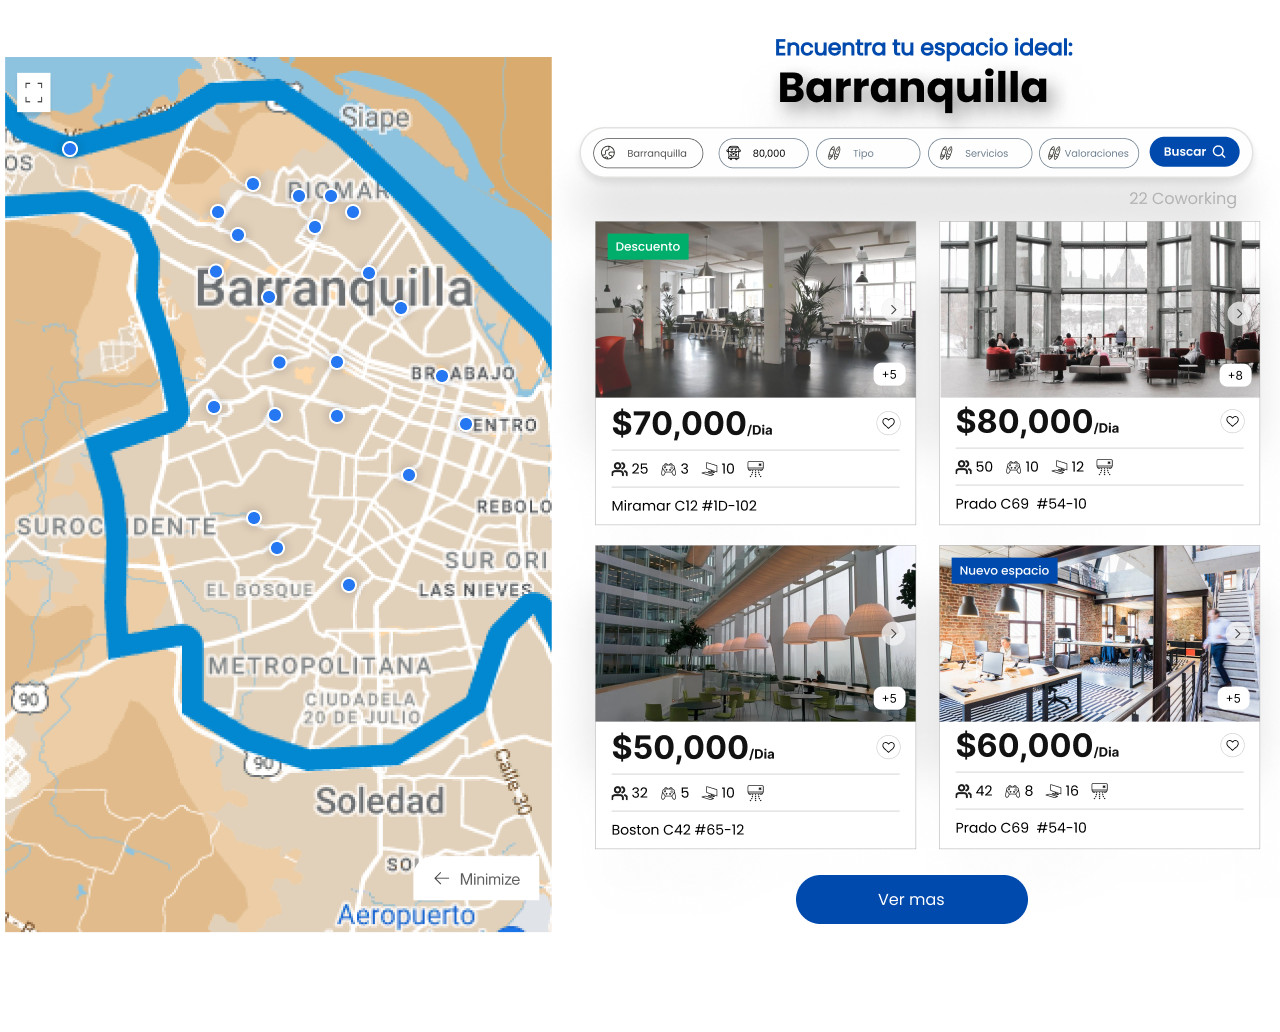 Encuentra tu espacio ideal:
Barranquilla
Barranquilla
80,000
Tipo
Servicios
Valoraciones
Buscar
22 Coworking
Siape
OS
RIOMAR
Barranquilla
ABAJO
ENTRO
REBOLO
SUROC IDENTE
SUR ORI
EL BOSQUE
LAS NIEVES
METROPOLITANA
CIUDADELA
20 DE JULIO
90
90
Calle 30
Soledad
SO
Minimize
Aeropuerto
Descuento
+5
$70,000/Dia
25 3 10
Miramar C12 #1D-102
+8
$80,000/Dia
50 10 12
Prado C69 #54-10
+5
$50,000/Dia
32 5 10
Boston C42 #65-12
Nuevo espacio
+5
$60,000/Dia
42 8 16
Prado C69 #54-10
Ver mas